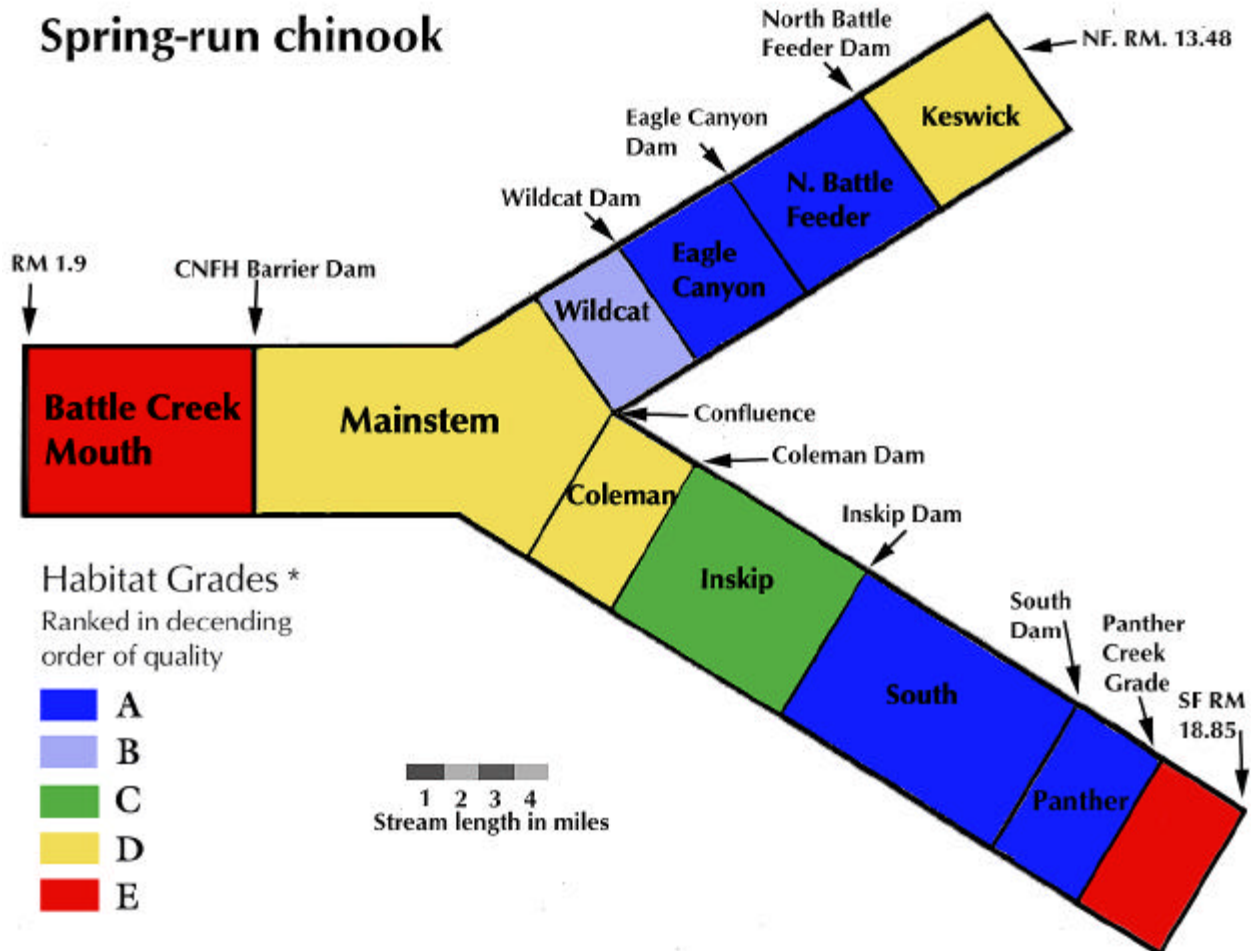 Spring-run chinook
North Battle
Feeder Dam
NF. RM. 13.48
Keswick
Eagle Canyon
Dam
N. Battle
Feeder
Wildcat Dam
Eagle
Canyon
RM 1.9
CNFH Barrier Dam
Wildcat
Battle Creek
Mouth
Mainstem
Confluence
Coleman Dam
Coleman
Inskip Dam
Inskip
South
Dam
Panther
Creek
Grade
SF RM
18.85
South
Panther
Habitat Grades *
Ranked in decending
order of quality
A
B
C
D
E
1 2 3 4
Stream length in miles